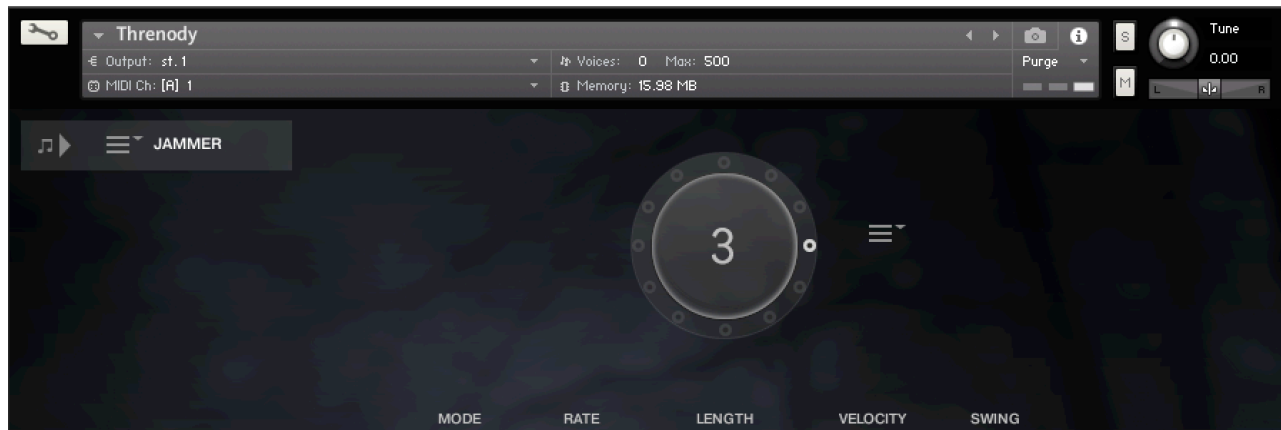 Threnody
Output: st. 1
Voices: 0 Max: 500
Purge
MIDI Ch: [A] 1
Memory: 15.98 MB
S
M
Tune
0.00
L R
JAMMER
3
MODE RATE LENGTH VELOCITY SWING